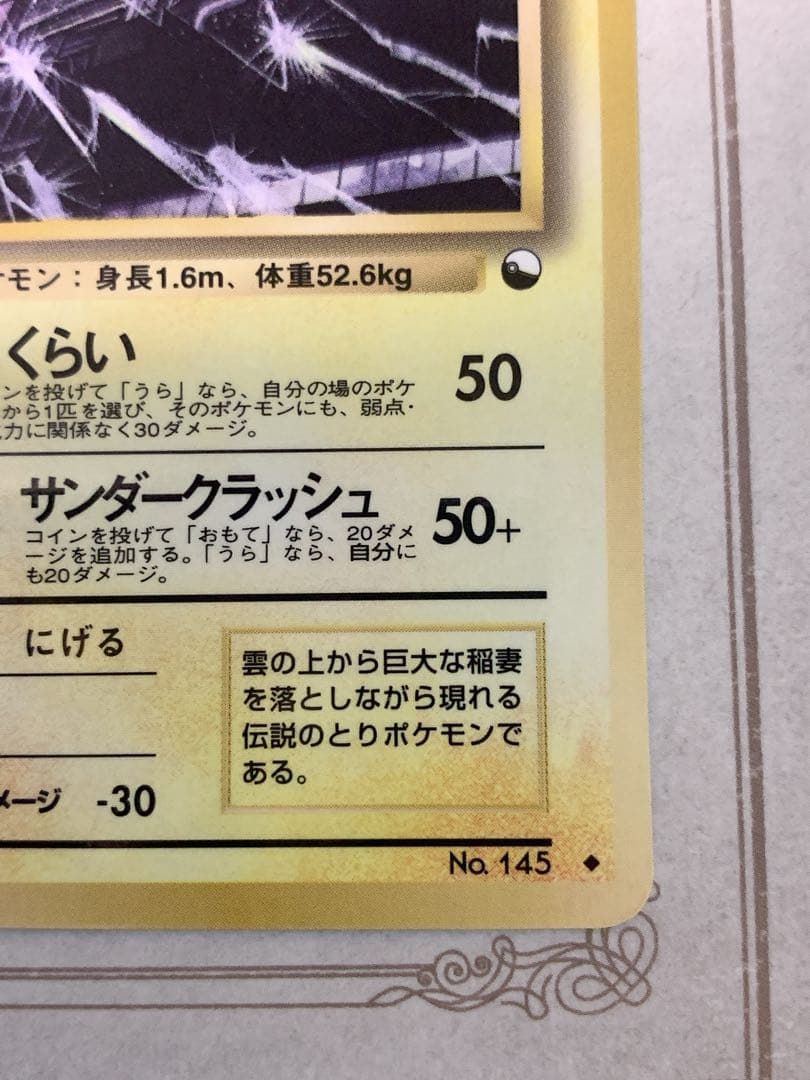 モン：身長1.6m、体重52.6kg
くらい
50
ンを投げて「うら」なら、自分の場のポケ
から1匹を選び、そのポケモンにも、弱点・
力に関係なく30ダメージ。
サンダークラッシュ
50+
コインを投げて「おもて」なら、20ダメ
ージを追加する。「うら」なら、自分に
も20ダメージ。
にげる
雲の上から巨大な稲妻
を落としながら現れる
伝説のとりポケモンで
ある。
メージ -30
No. 145 ◆